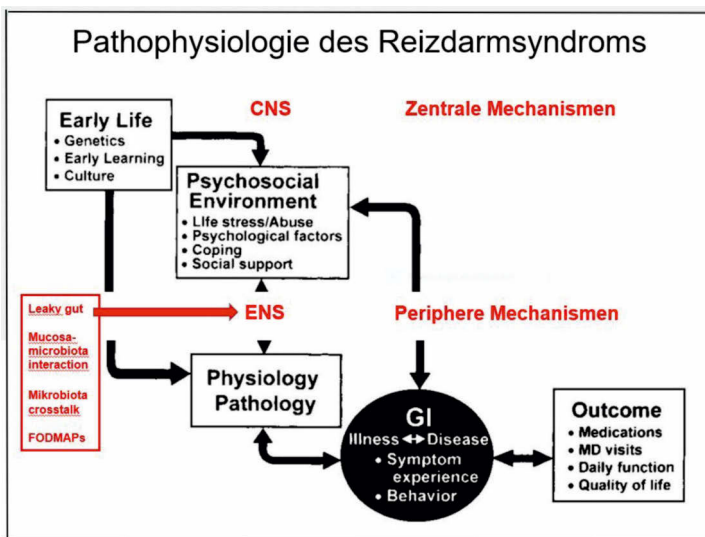 Pathophysiologie des Reizdarmsyndroms
CNS
Zentrale Mechanismen
Early Life
• Genetics
• Early Learning
• Culture
Psychosocial
Environment
• LIfe stress/Abuse
• Psychological factors
• Coping
• Social support
Leaky gut
Mucosa-
microbiota
interaction
Mikrobiota
crosstalk
FODMAPs
ENS
Periphere Mechanismen
Physiology
Pathology
GI
Illness ↔ Disease
• Symptom
experience
• Behavior
Outcome
• Medications
• MD visits
• Daily function
• Quality of life